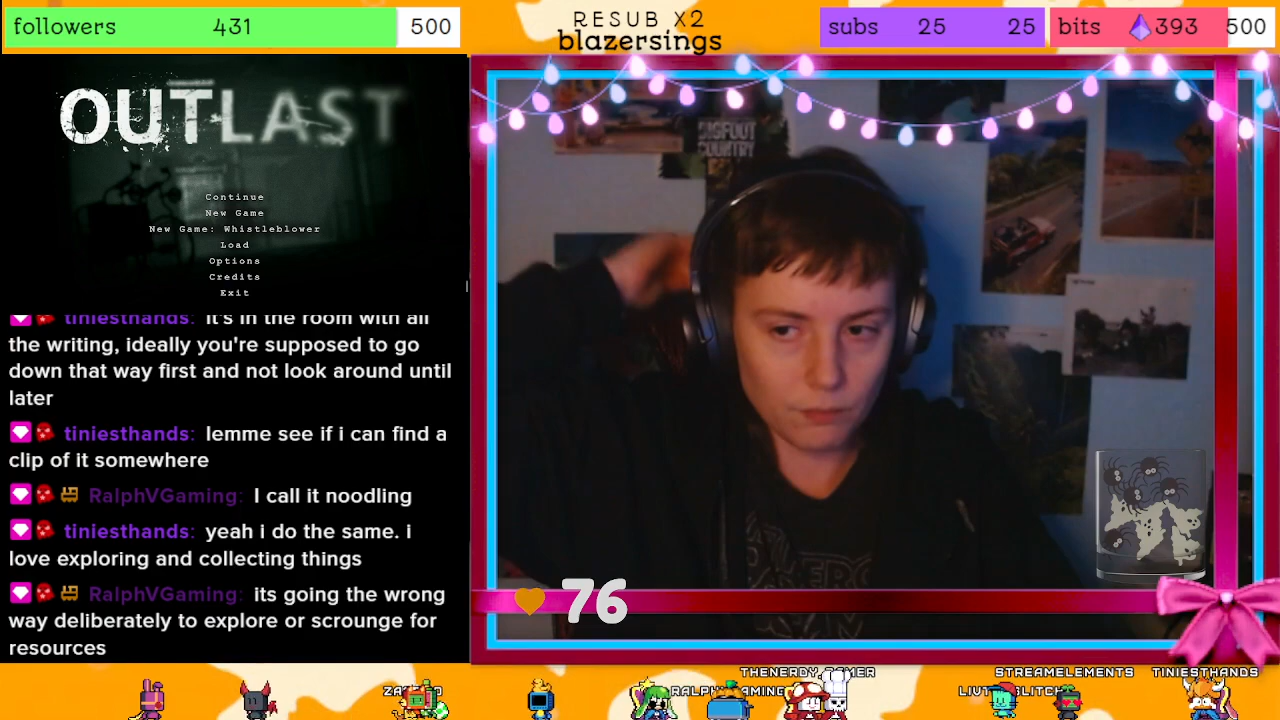 followers 431 500
RESUB X2
blazersings
subs 25 25
bits 393 500
OUTLAST
Continue
New Game
New Game: Whistleblower
Load
Options
Credits
Exit
BIGFOOT
COUNTRY
tiniesthands: it's in the room with all
the writing, ideally you're supposed to go
down that way first and not look around until
later
tiniesthands: lemme see if i can find a
clip of it somewhere
RalphVGaming: I call it noodling
tiniesthands: yeah i do the same. i
love exploring and collecting things
RalphVGaming: its going the wrong
way deliberately to explore or scrounge for
resources
76
STREAMELEMENTS
TINIESTHANDS